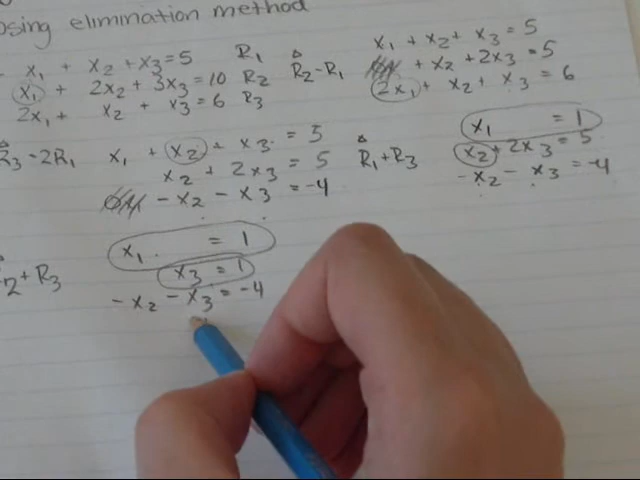 using elimination method
x₁ + x₂ + x₃ = 5 R₁
x₁ + 2x₂ + 3x₃ = 10 R₂ R₂-R₁
2x₁ + x₂ + x₃ = 6 R₃
x₁ + x₂ + x₃ = 5
+ x₂ + 2x₃ = 5
2x₁ + x₂ + x₃ = 6
R₃-2R₁ x₁ + x₂ + x₃ = 5
x₂ + 2x₃ = 5 R₁+R₃
-x₂ - x₃ = -4
x₁ = 1
x₂ + 2x₃ = 5
-x₂ - x₃ = -4
2+R₃ x₁ = 1
x₃ = 1
-x₂ - x₃ = -4